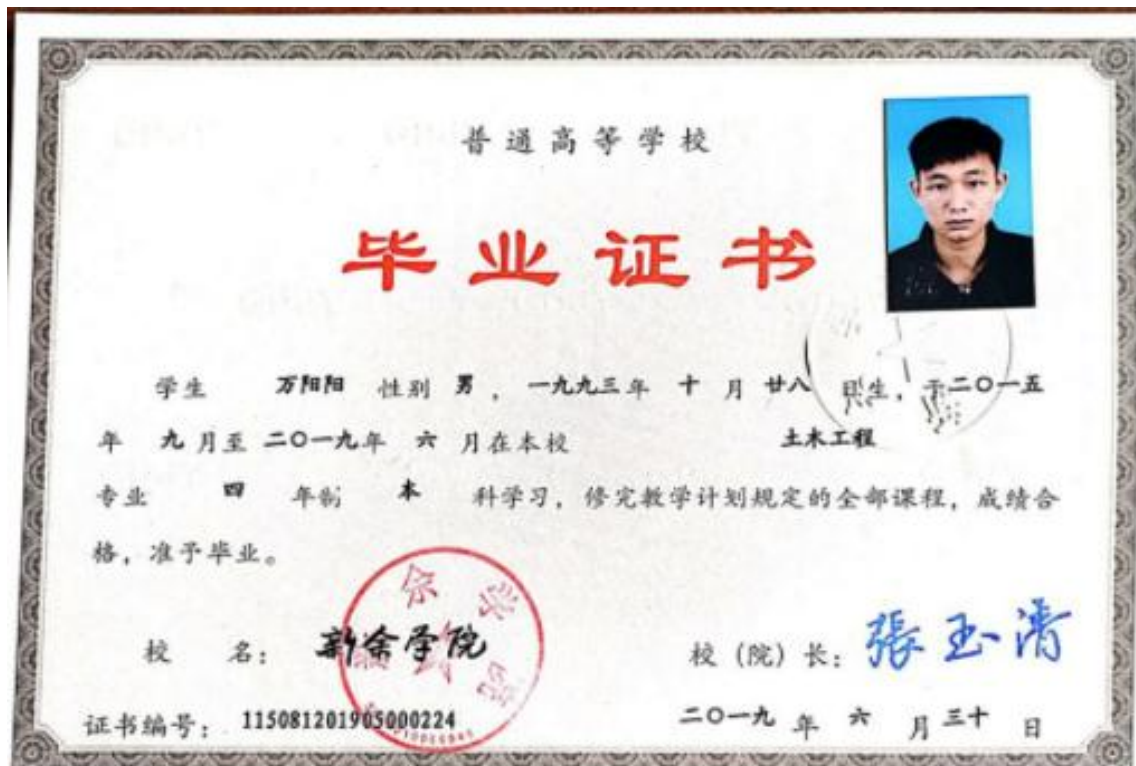 普通高等学校
毕业证书
学生 万阳阳 性别 男，一九九三年 十 月 廿八 日生，于二〇一五
年 九 月至 二〇一九年 六 月在本校 土木工程
专业 四 年制 本 科学习，修完教学计划规定的全部课程，成绩合
格，准予毕业。
校 名：新余学院
校（院）长：張玉清
证书编号：115081201905000224
二〇一九 年 六 月 三十 日